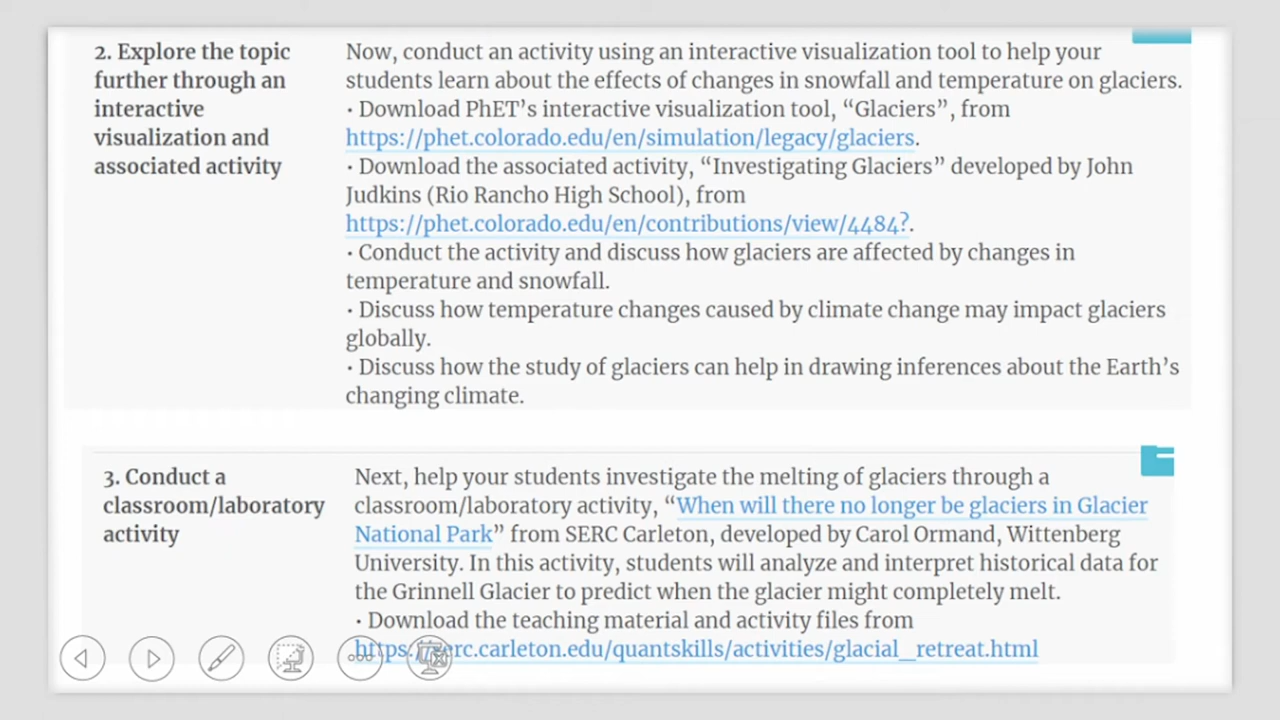 2. Explore the topic
further through an
interactive
visualization and
associated activity
Now, conduct an activity using an interactive visualization tool to help your
students learn about the effects of changes in snowfall and temperature on glaciers.
• Download PhET’s interactive visualization tool, “Glaciers”, from
https://phet.colorado.edu/en/simulation/legacy/glaciers.
• Download the associated activity, “Investigating Glaciers” developed by John
Judkins (Rio Rancho High School), from
https://phet.colorado.edu/en/contributions/view/4484?.
• Conduct the activity and discuss how glaciers are affected by changes in
temperature and snowfall.
• Discuss how temperature changes caused by climate change may impact glaciers
globally.
• Discuss how the study of glaciers can help in drawing inferences about the Earth’s
changing climate.
3. Conduct a
classroom/laboratory
activity
Next, help your students investigate the melting of glaciers through a
classroom/laboratory activity, “When will there no longer be glaciers in Glacier
National Park” from SERC Carleton, developed by Carol Ormand, Wittenberg
University. In this activity, students will analyze and interpret historical data for
the Grinnell Glacier to predict when the glacier might completely melt.
• Download the teaching material and activity files from
https://serc.carleton.edu/quantskills/activities/glacial_retreat.html